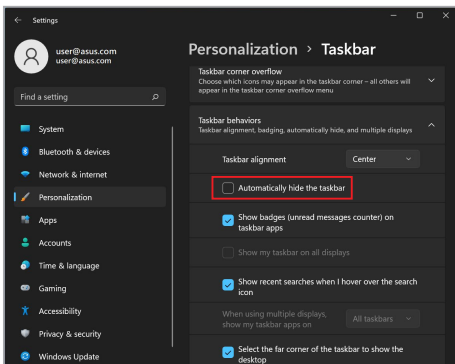 Settings
user@asus.com
user@asus.com
Find a setting
System
Bluetooth & devices
Network & internet
Personalization
Apps
Accounts
Time & language
Gaming
Accessibility
Privacy & security
Windows Update
Personalization > Taskbar
Taskbar corner overflow
Choose which icons may appear in the taskbar corner – all others will
appear in the taskbar corner overflow menu
Taskbar behaviors
Taskbar alignment, badging, automatically hide, and multiple displays
Taskbar alignment
Center
Automatically hide the taskbar
Show badges (unread messages counter) on
taskbar apps
Show my taskbar on all displays
Show recent searches when I hover over the search
icon
When using multiple displays,
show my taskbar apps on
All taskbars
Select the far corner of the taskbar to show the
desktop